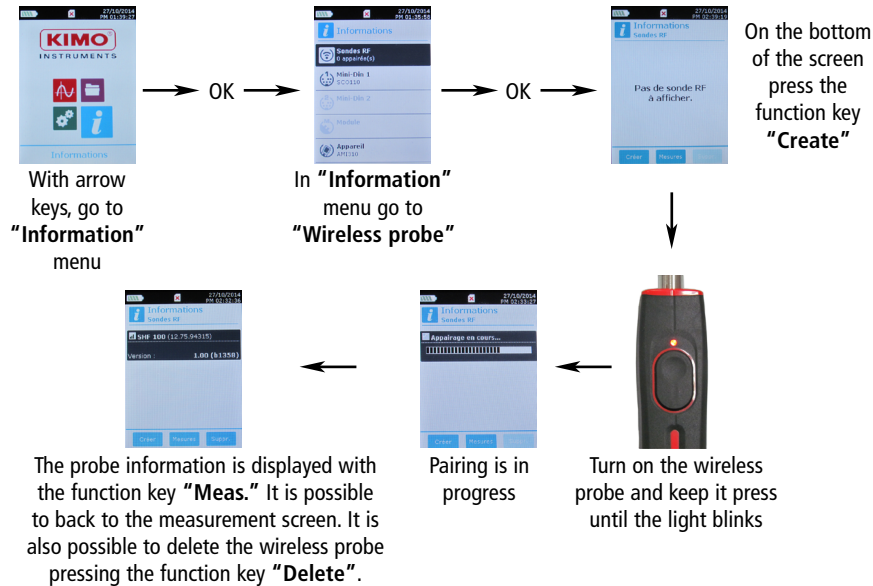 27/10/2014
PM 01:39:27
KIMO
INSTRUMENTS
Informations
With arrow
keys, go to
“Information”
menu
OK
27/10/2014
PM 01:35:56
Informations
Sondes RF
0 appairée(s)
Mini-Din 1
Mini-Din 2
Module
Appareil
AMI310
In “Information”
menu go to
“Wireless probe”
OK
27/10/2014
PM 02:39:19
Informations
Sondes RF
Pas de sonde RF
à afficher.
Créer Mesures
On the bottom
of the screen
press the
function key
“Create”
Turn on the wireless
probe and keep it press
until the light blinks
27/10/2014
PM 02:33:27
Informations
Sondes RF
Appairage en cours...
Créer Mesures
Pairing is in
progress
27/10/2014
PM 02:32:36
Informations
Sondes RF
SHF 100 (12.75.94315)
Version : 1.00 (b1358)
Créer Mesures Suppr.
The probe information is displayed with
the function key “Meas.” It is possible
to back to the measurement screen. It is
also possible to delete the wireless probe
pressing the function key “Delete”.